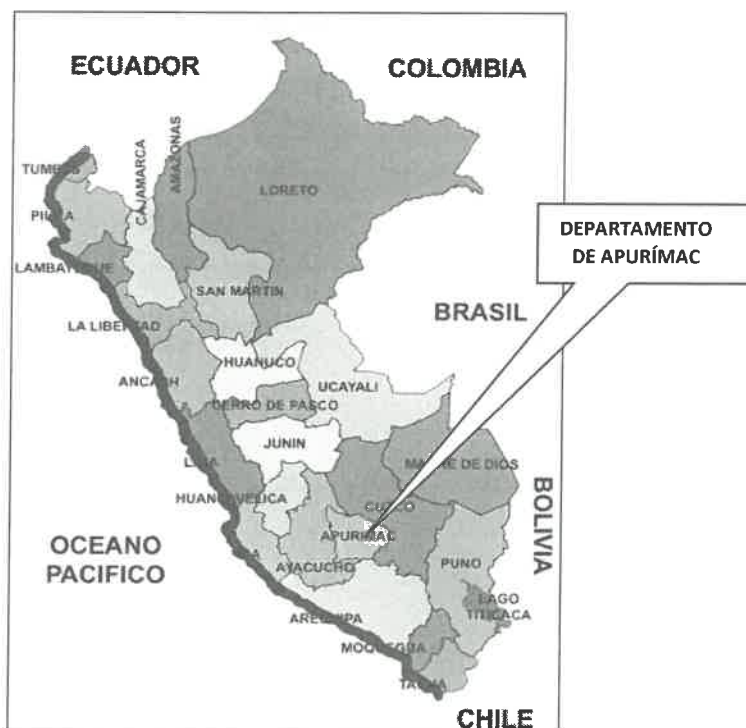 ECUADOR
COLOMBIA
TUMBES
CAJAMARCA
AMAZONAS
LORETO
DEPARTAMENTO
DE APURÍMAC
LAMBAYEQUE
SAN MARTIN
BRASIL
LA LIBERTAD
HUANUCO
ANCASH
UCAYALI
CERRO DE PASCO
JUNIN
LIMA
MADRE DE DIOS
HUANCAVELICA
CUZCO
BOLIVIA
APURIMAC
OCEANO
PACIFICO
AYACUCHO
PUNO
LAGO
TITICACA
AREQUIPA
MOQUEGUA
TACNA
CHILE